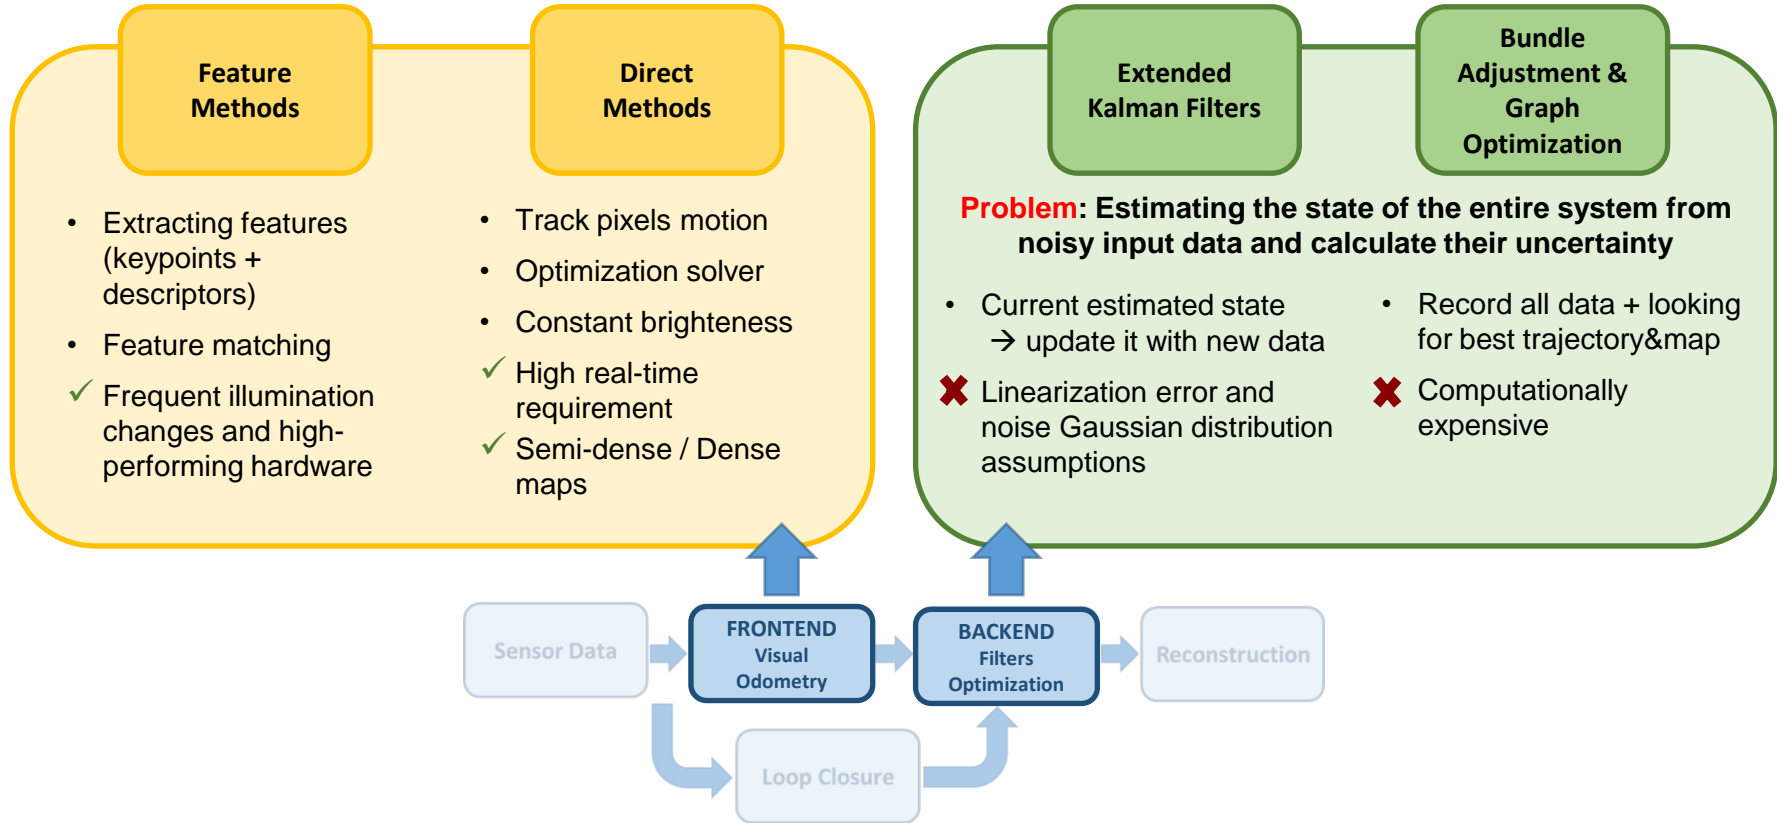 Feature
Methods
Direct
Methods
• Extracting features
(keypoints +
descriptors)
• Feature matching
✓ Frequent illumination
changes and high-
performing hardware
• Track pixels motion
• Optimization solver
• Constant brighteness
✓ High real-time
requirement
✓ Semi-dense / Dense
maps
Extended
Kalman Filters
Bundle
Adjustment &
Graph
Optimization
Problem: Estimating the state of the entire system from
noisy input data and calculate their uncertainty
• Current estimated state
→ update it with new data
✖ Linearization error and
noise Gaussian distribution
assumptions
• Record all data + looking
for best trajectory&map
✖ Computationally
expensive
Sensor Data
FRONTEND
Visual
Odometry
BACKEND
Filters
Optimization
Reconstruction
Loop Closure